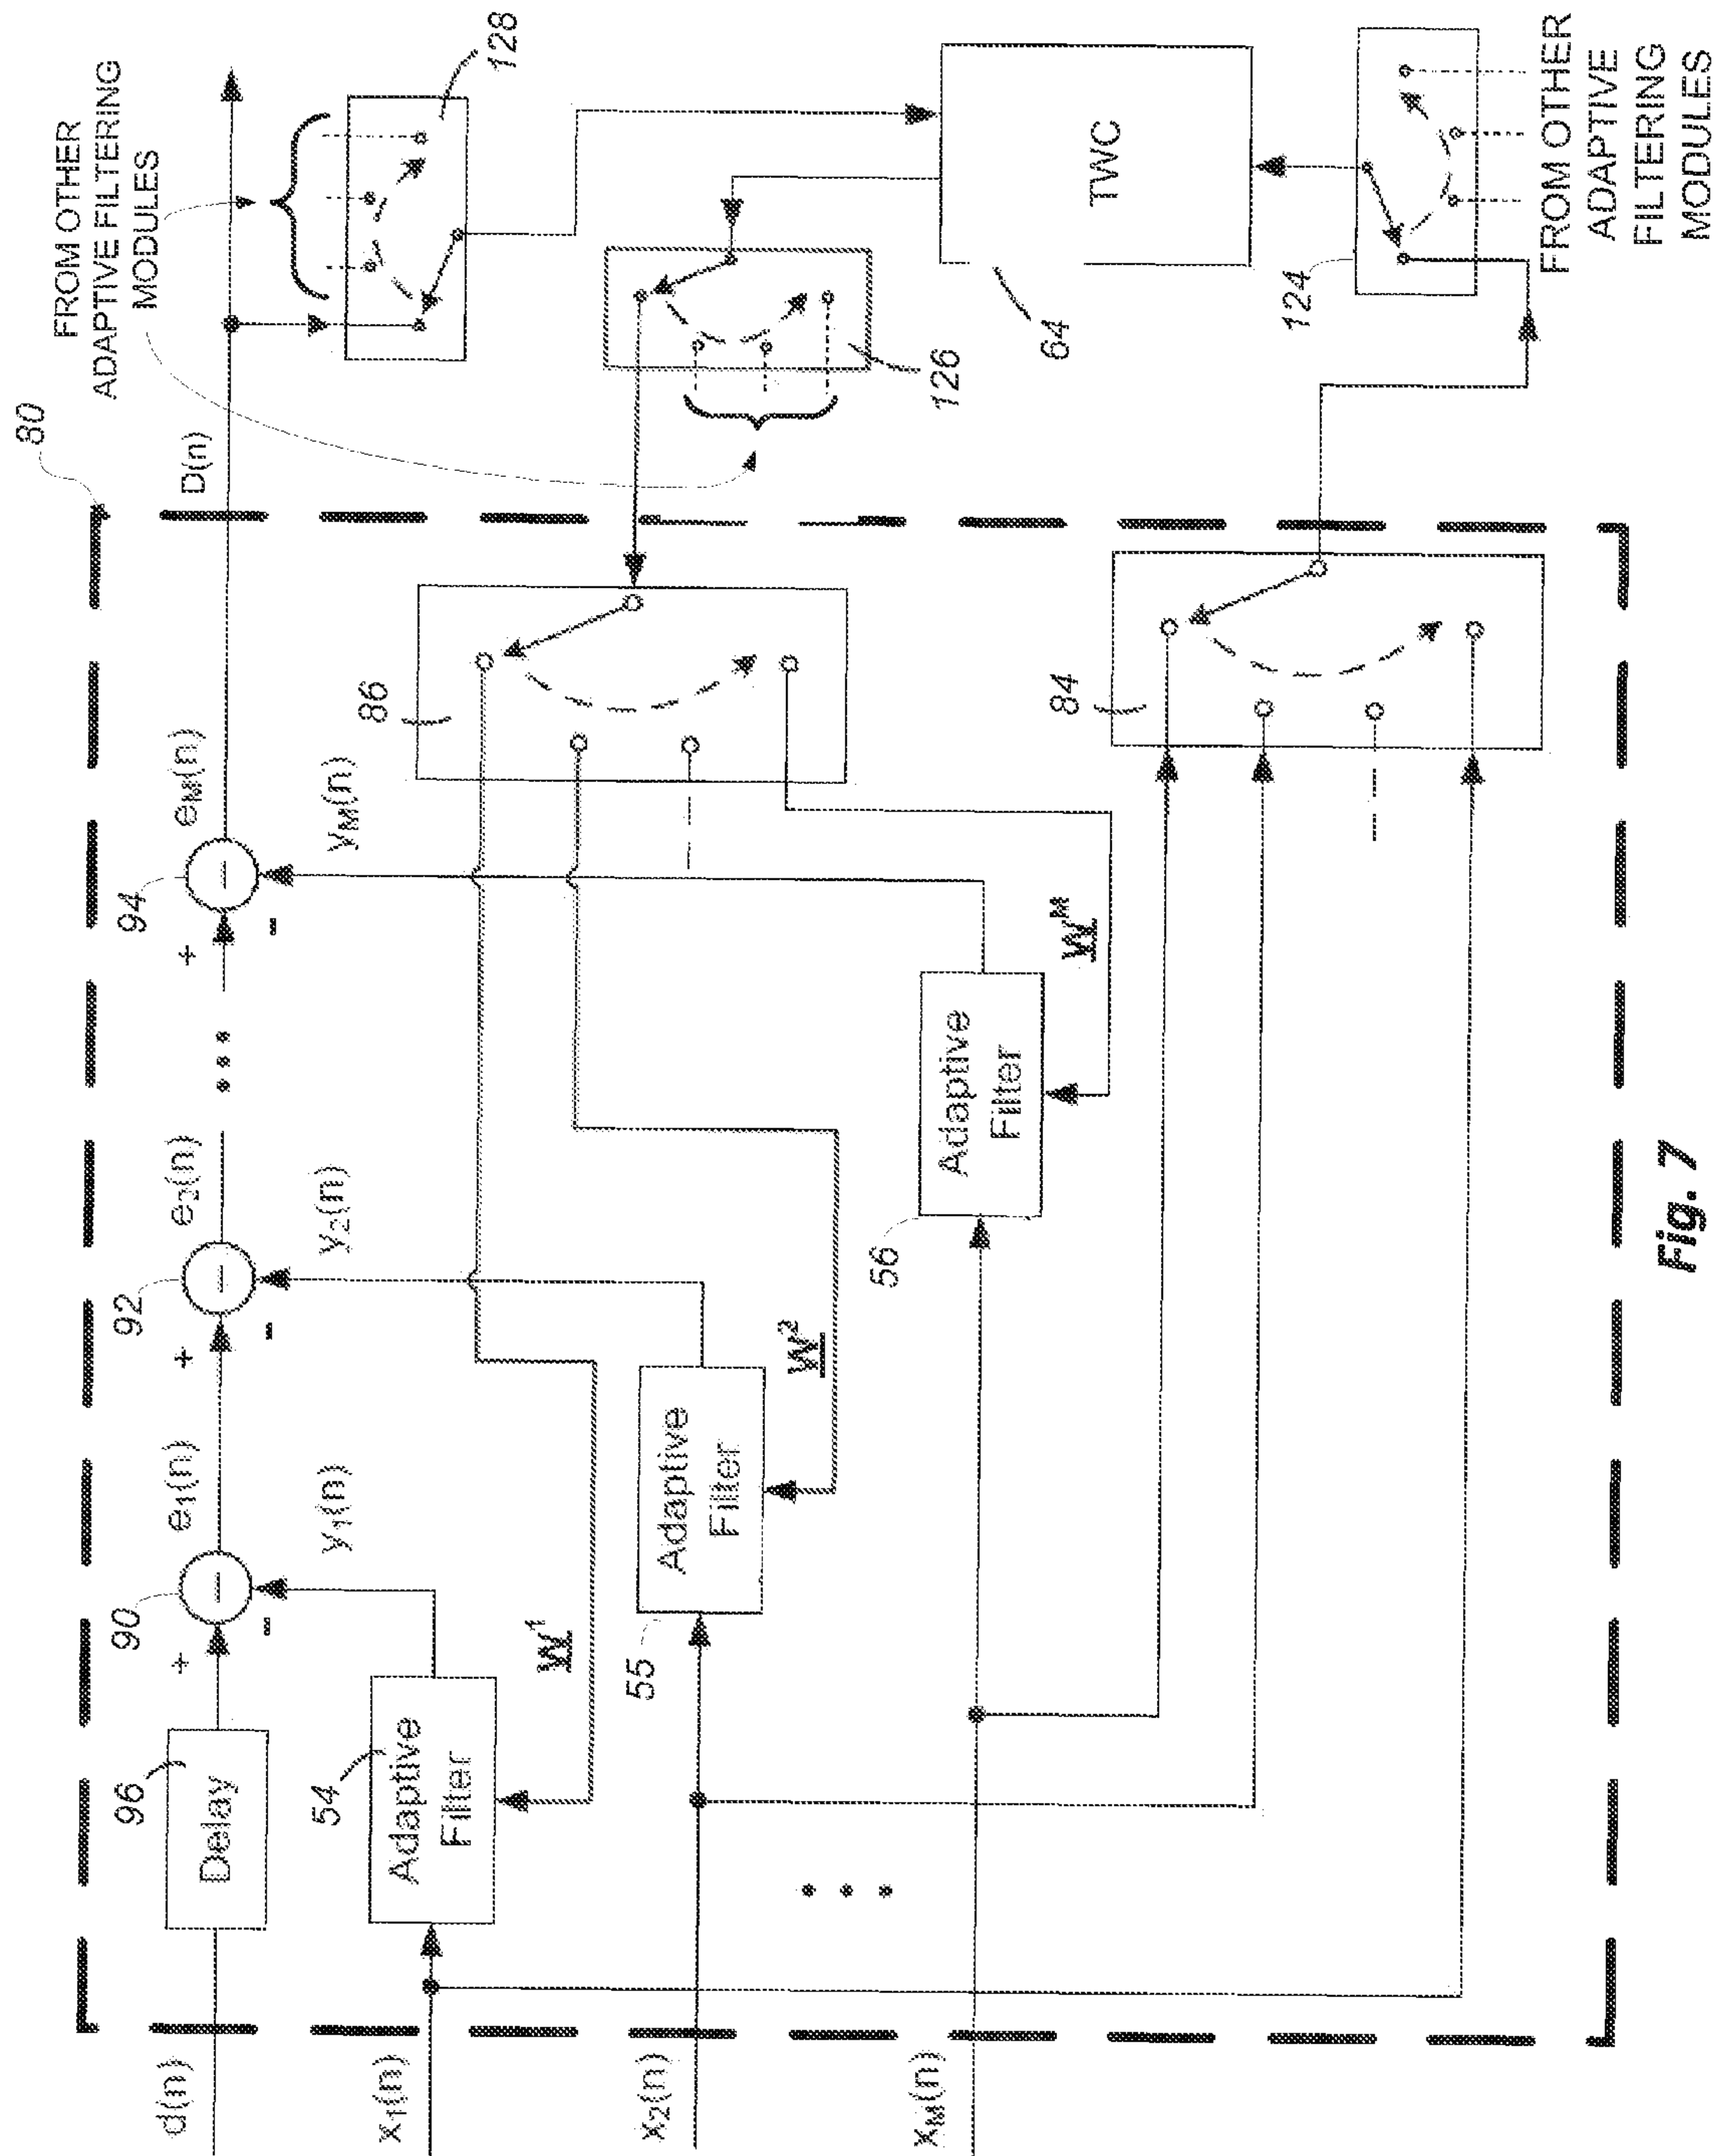 80
FROM OTHER
ADAPTIVE FILTERING
MODULES
d(n)
96
Delay
+
90
−
-
e₁(n)
+
92
−
-
e₂(n)
•••
+
94
−
-
eM(n)
D(n)
128
y₁(n)
y₂(n)
yM(n)
x₁(n)
54
Adaptive
Filter
W¹
86
126
x₂(n)
55
Adaptive
Filter
W²
TWC
64
xM(n)
56
Adaptive
Filter
Wᴹ
84
124
FROM OTHER
ADAPTIVE
FILTERING
MODULES
Fig. 7